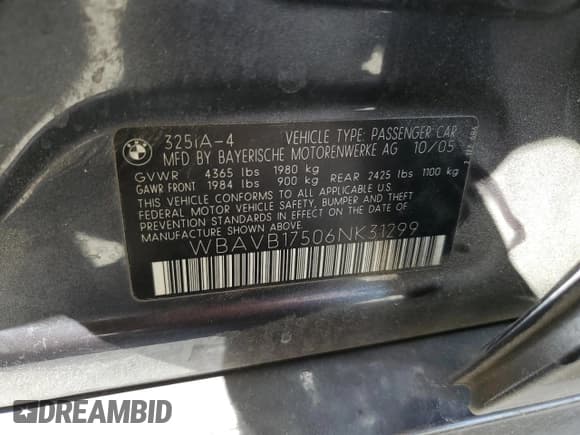 325iA-4 VEHICLE TYPE: PASSENGER CAR
MFD BY BAYERISCHE MOTORENWERKE AG 10/05
GVWR 4365 lbs 1980 kg
GAWR FRONT 1984 lbs 900 kg REAR 2425 lbs 1100 kg
THIS VEHICLE CONFORMS TO ALL APPLICABLE U.S.
FEDERAL MOTOR VEHICLE SAFETY, BUMPER, AND THEFT
PREVENTION STANDARDS IN EFFECT ON THE DATE OF
MANUFACTURE SHOWN ABOVE.
WBAVB17506NK31299
DREAMBID